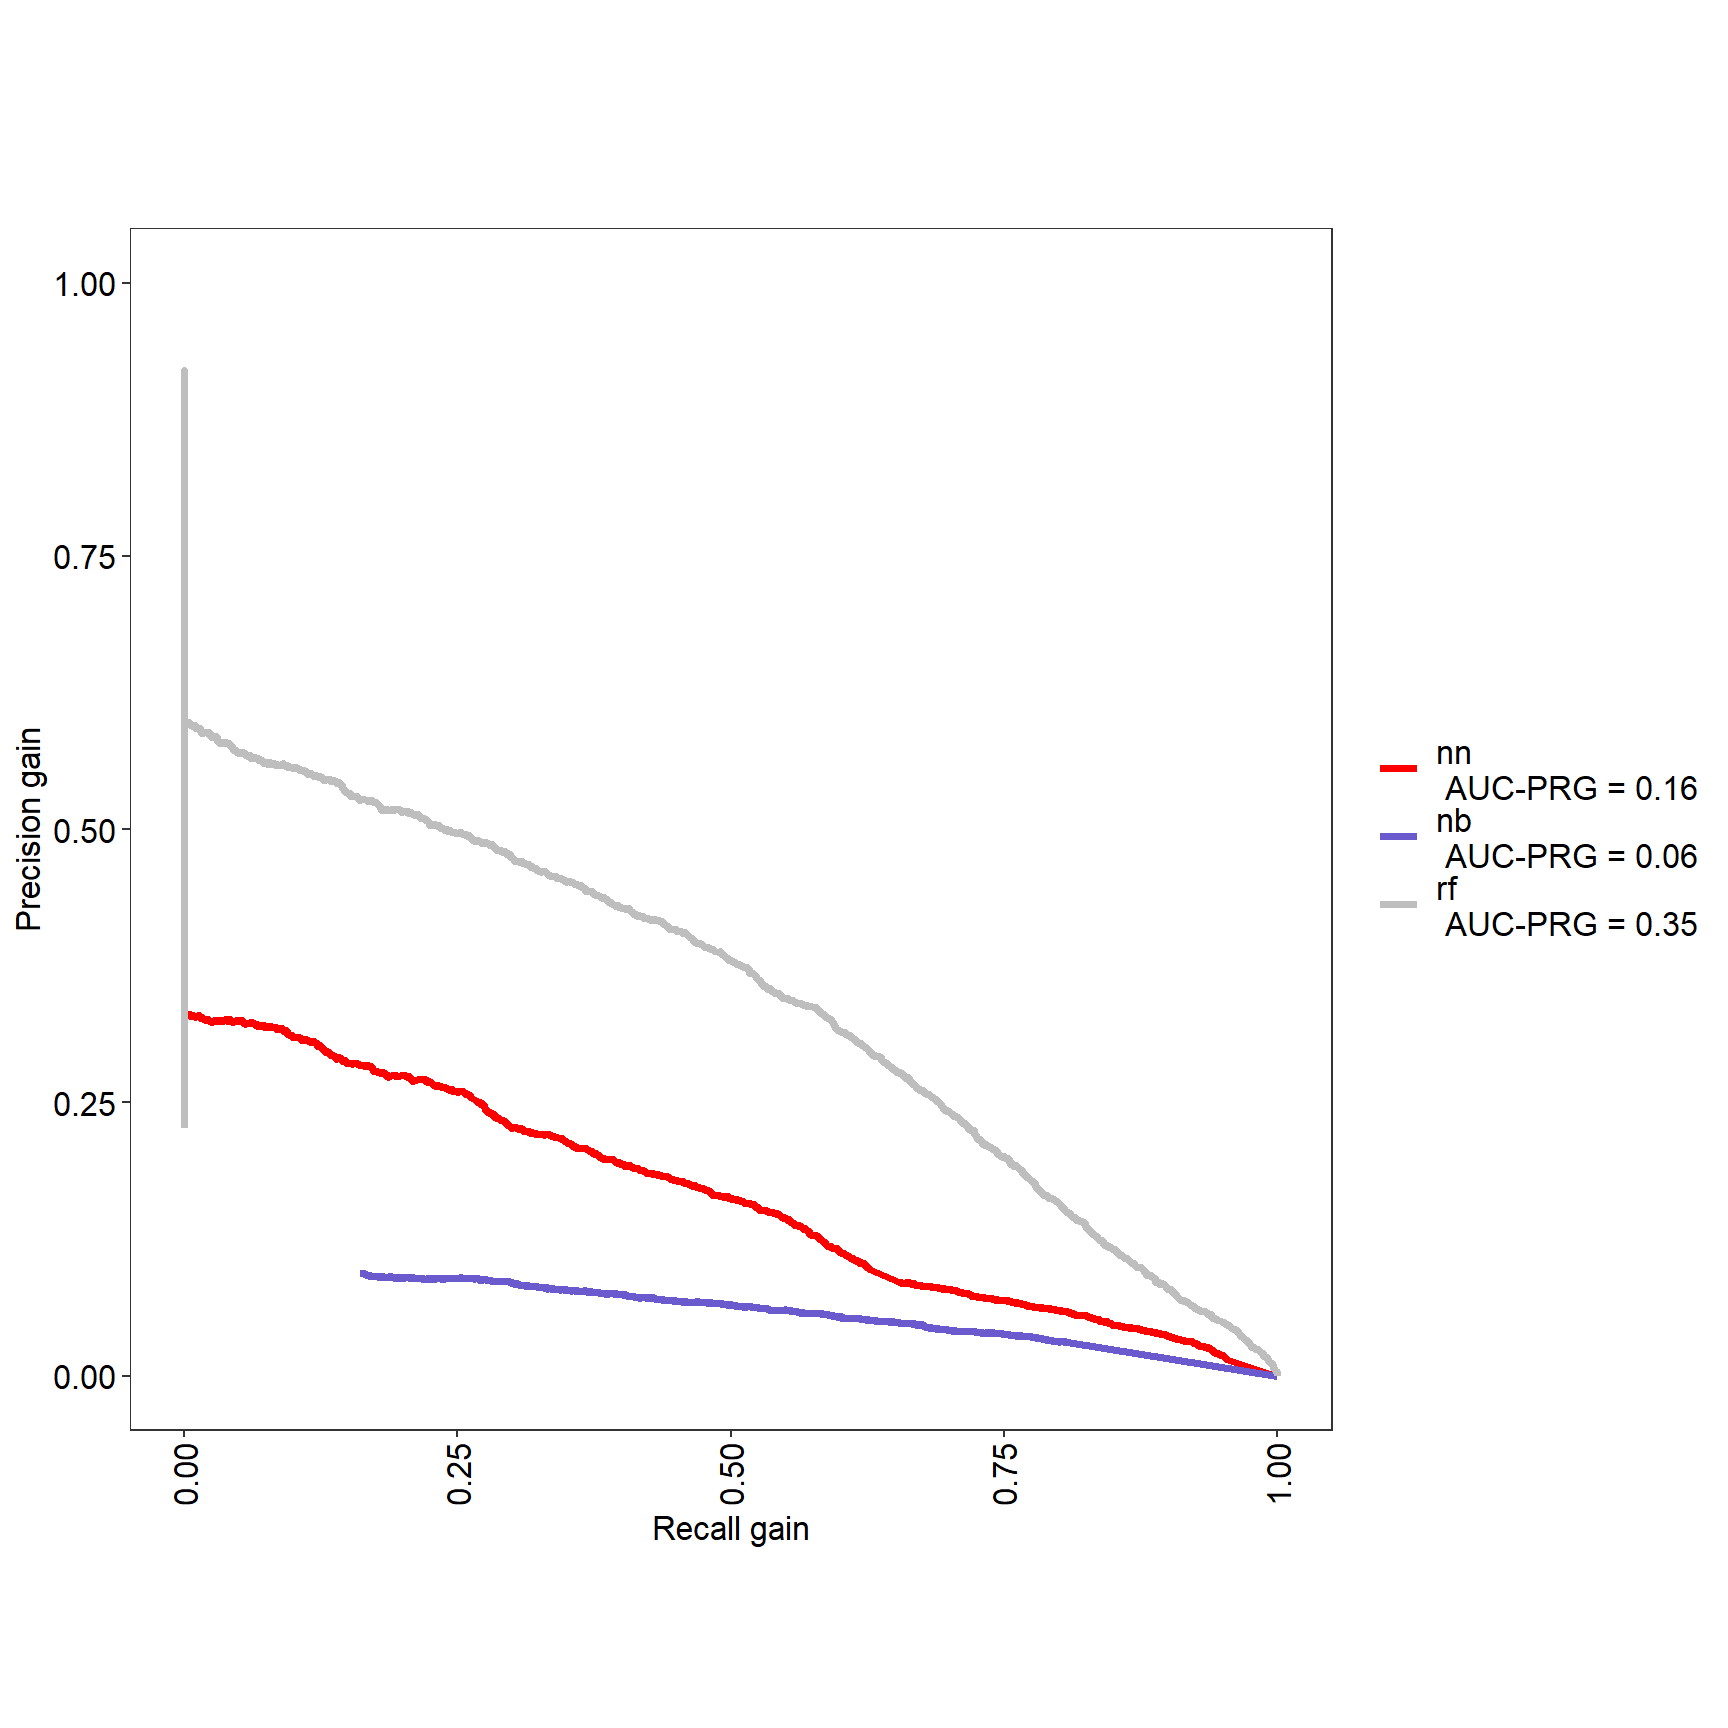 1.00
0.75
0.50
0.25
0.00
Precision gain
0.00
0.25
0.50
0.75
1.00
Recall gain
nn
AUC-PRG = 0.16
nb
AUC-PRG = 0.06
rf
AUC-PRG = 0.35